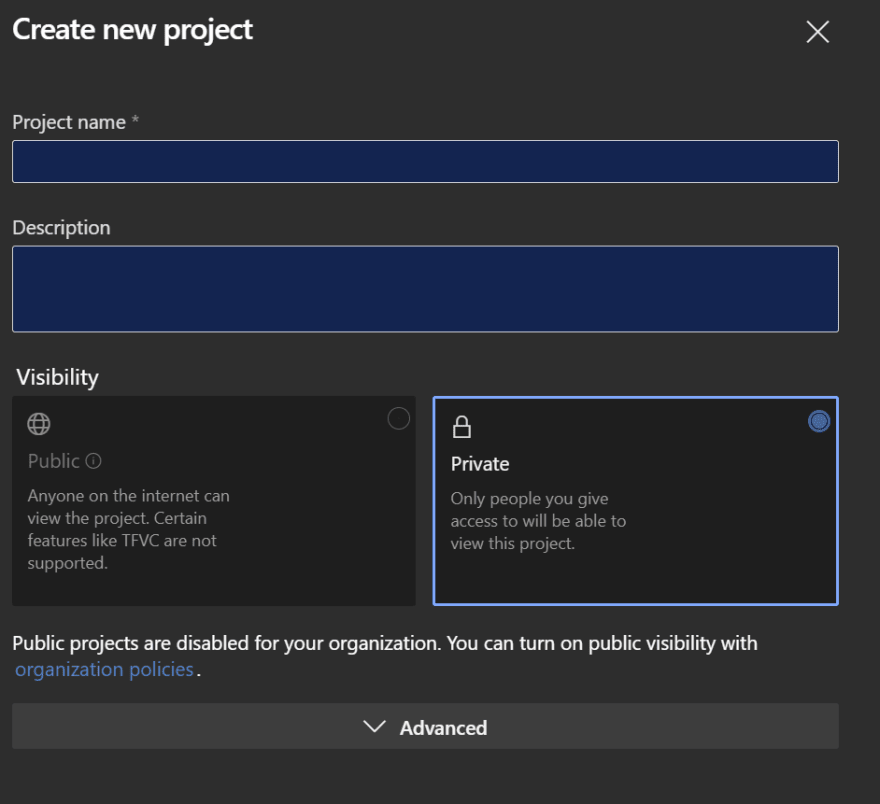 Create new project
Project name *
Description
Visibility
Public
Anyone on the internet can
view the project. Certain
features like TFVC are not
supported.
Private
Only people you give
access to will be able to
view this project.
Public projects are disabled for your organization. You can turn on public visibility with
organization policies.
Advanced